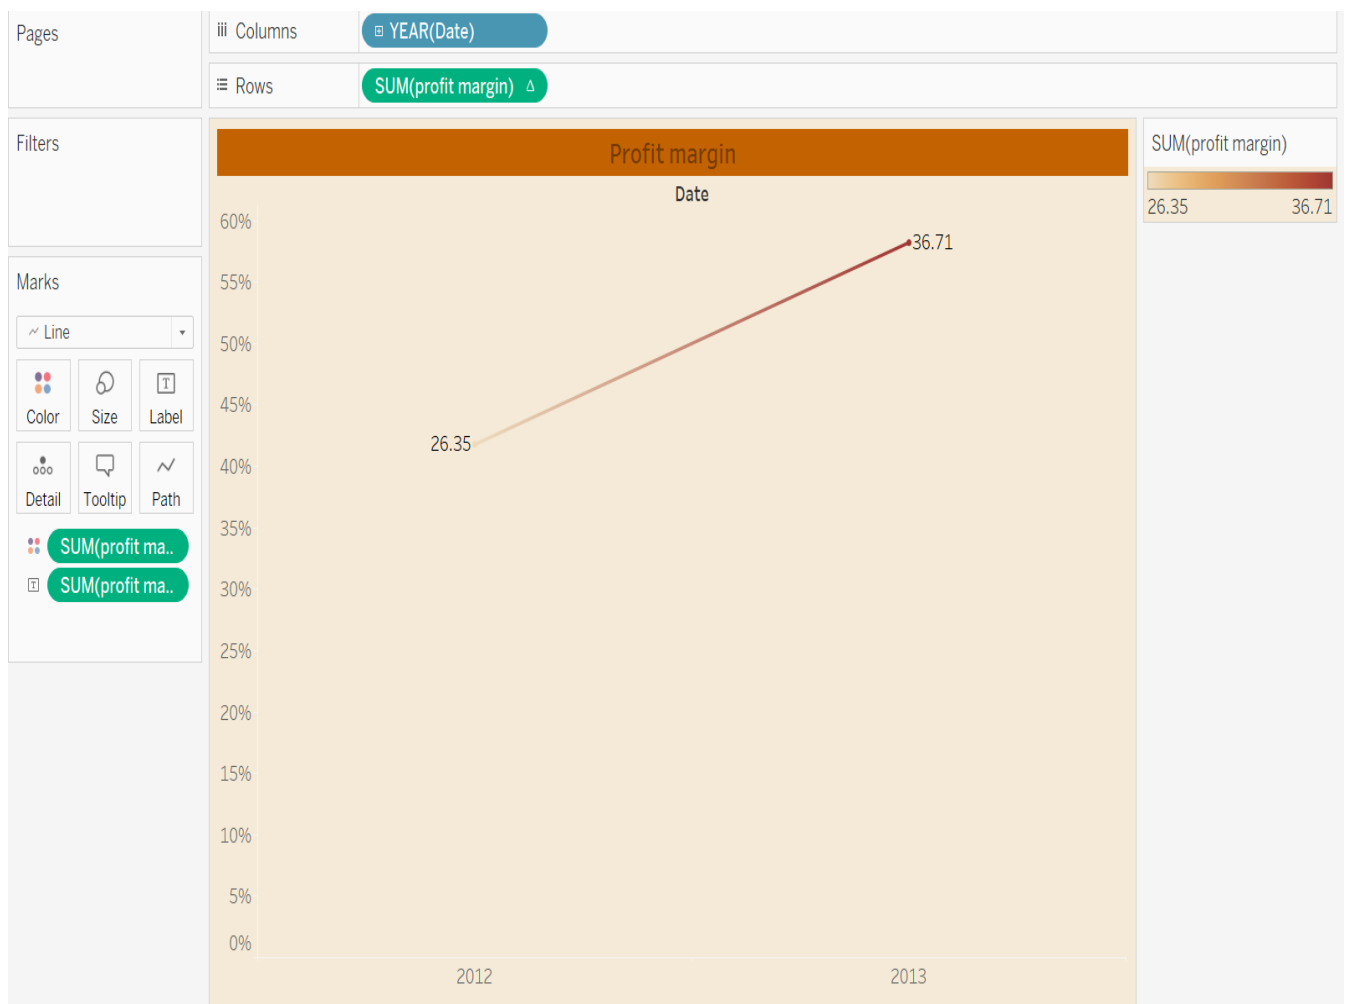 Pages
Columns
YEAR(Date)
Rows
SUM(profit margin) Δ
Filters
Marks
Line
Color Size Label
Detail Tooltip Path
SUM(profit ma..
SUM(profit ma..
Profit margin
Date
60%
55%
50%
45%
40%
35%
30%
25%
20%
15%
10%
5%
0%
36.71
26.35
2012 2013
SUM(profit margin)
26.35 36.71